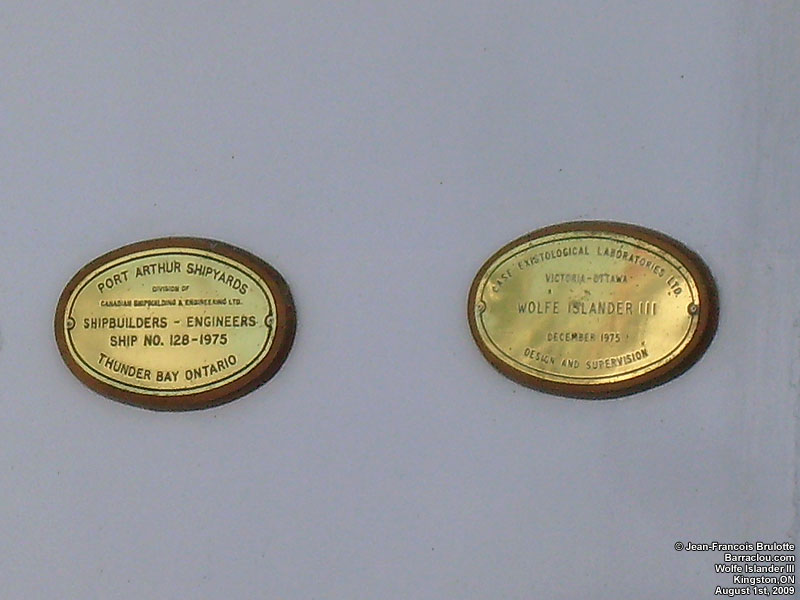 PORT ARTHUR SHIPYARDS
DIVISION OF
CANADIAN SHIPBUILDING & ENGINEERING LTD.
SHIPBUILDERS - ENGINEERS
SHIP NO. 128-1975
THUNDER BAY ONTARIO
CASE EXISTOLOGICAL LABORATORIES LTD.
VICTORIA-OTTAWA
WOLFE ISLANDER III
DECEMBER 1975
DESIGN AND SUPERVISION
© Jean-Francois Brulotte
Barraclou.com
Wolfe Islander III
Kingston,ON
August 1st, 2009